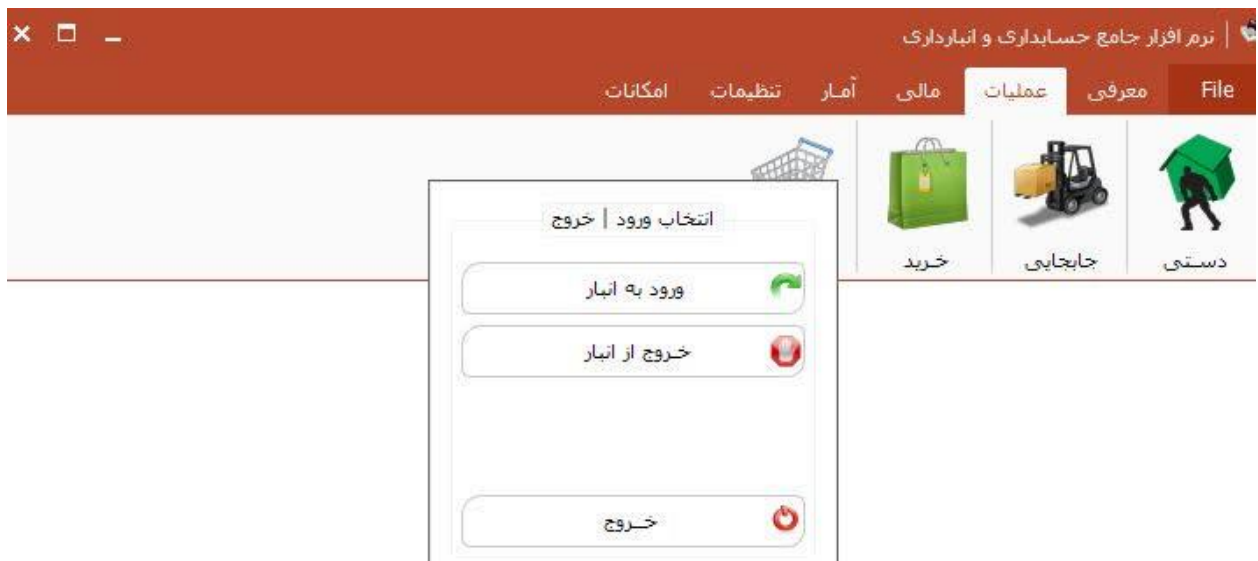 نرم افزار جامع حسابداری و انبارداری
File معرفی عملیات مالی آمار تنظیمات امکانات
دستی جابجایی خرید
انتخاب ورود | خروج
ورود به انبار
خروج از انبار
خروج